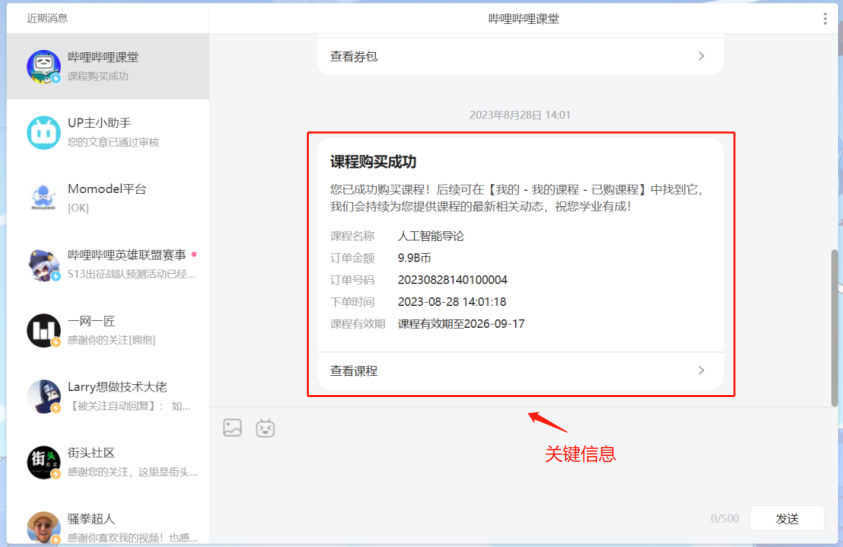 近期消息
哔哩哔哩课堂
课程购买成功
UP主小助手
您的文章已通过审核
Momodel平台
[OK]
哔哩哔哩英雄联盟赛事
S13出征战队预测活动已经...
一网一匠
感谢你的关注[拥抱]
Larry想做技术大佬
【被关注自动回复】： 如...
街头社区
感谢您的关注，这里是街头...
骚拳超人
感谢你喜欢我的视频！也感...
哔哩哔哩课堂
查看券包
2023年8月28日 14:01
课程购买成功
您已成功购买课程！后续可在【我的 - 我的课程 - 已购课程】中找到它，
我们会持续为您提供课程的最新相关动态，祝您学业有成！
课程名称 人工智能导论
订单金额 9.9B币
订单号码 20230828140100004
下单时间 2023-08-28 14:01:18
课程有效期 课程有效期至2026-09-17
查看课程
关键信息
0/500 发送